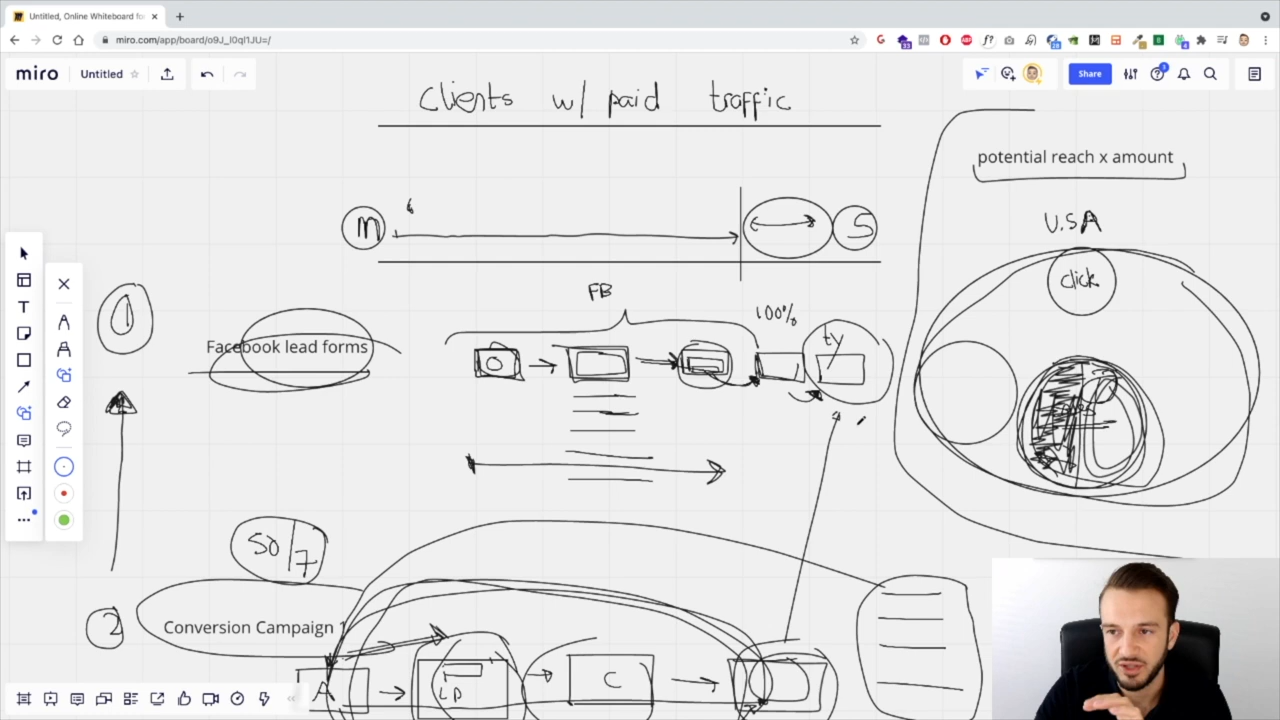 Untitled, Online Whiteboard for
miro.com/app/board/o9J_l0ql1JU=/
miro
Untitled
Share
clients w/ paid traffic
potential reach x amount
U.S.A
click
m
S
1
FB
100%
ty
Facebook lead forms
50/7
2
Conversion Campaign 1
A
LP
C